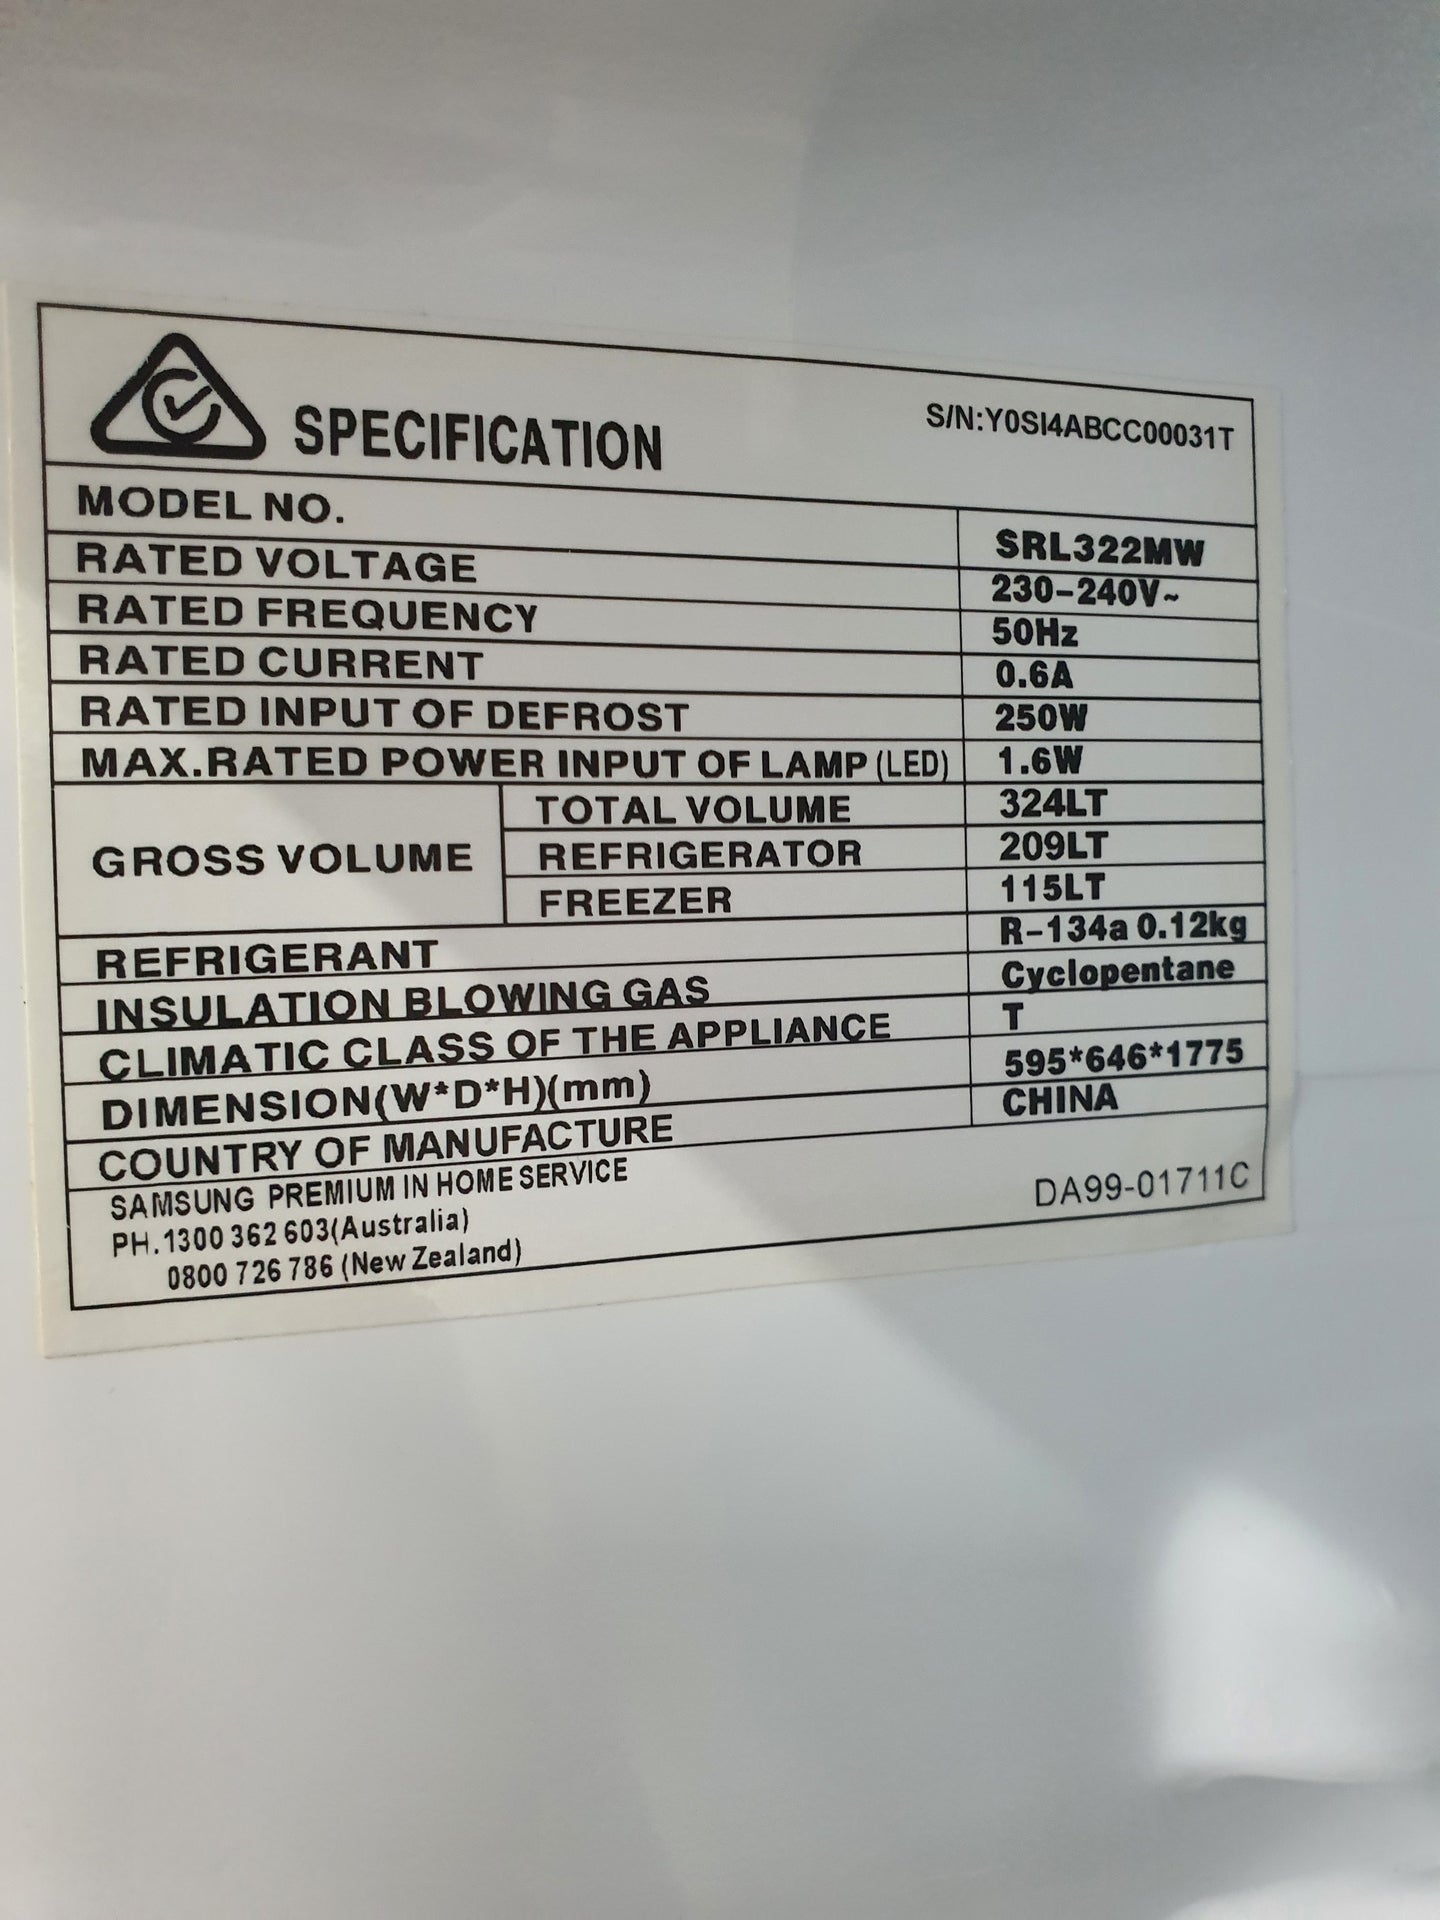 SPECIFICATION S/N:Y0SI4ABCC00031T
MODEL NO. SRL322MW
RATED VOLTAGE 230-240V~
RATED FREQUENCY 50Hz
RATED CURRENT 0.6A
RATED INPUT OF DEFROST 250W
MAX.RATED POWER INPUT OF LAMP (LED) 1.6W
GROSS VOLUME
TOTAL VOLUME 324LT
REFRIGERATOR 209LT
FREEZER 115LT
REFRIGERANT R-134a 0.12kg
INSULATION BLOWING GAS Cyclopentane
CLIMATIC CLASS OF THE APPLIANCE T
DIMENSION(W*D*H)(mm) 595*646*1775
COUNTRY OF MANUFACTURE CHINA
SAMSUNG PREMIUM IN HOME SERVICE
PH.1300 362 603(Australia)
0800 726 786 (New Zealand)
DA99-01711C